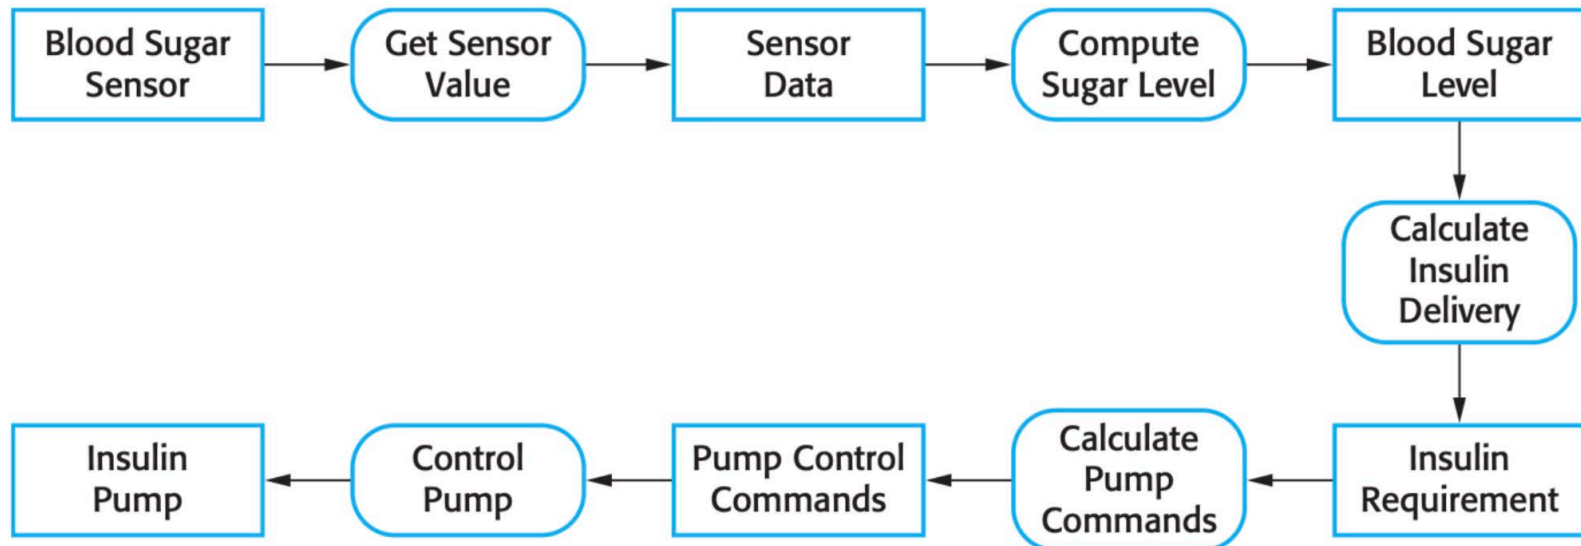 Blood Sugar
Sensor
Get Sensor
Value
Sensor
Data
Compute
Sugar Level
Blood Sugar
Level
Calculate
Insulin
Delivery
Insulin
Requirement
Calculate
Pump
Commands
Pump Control
Commands
Control
Pump
Insulin
Pump